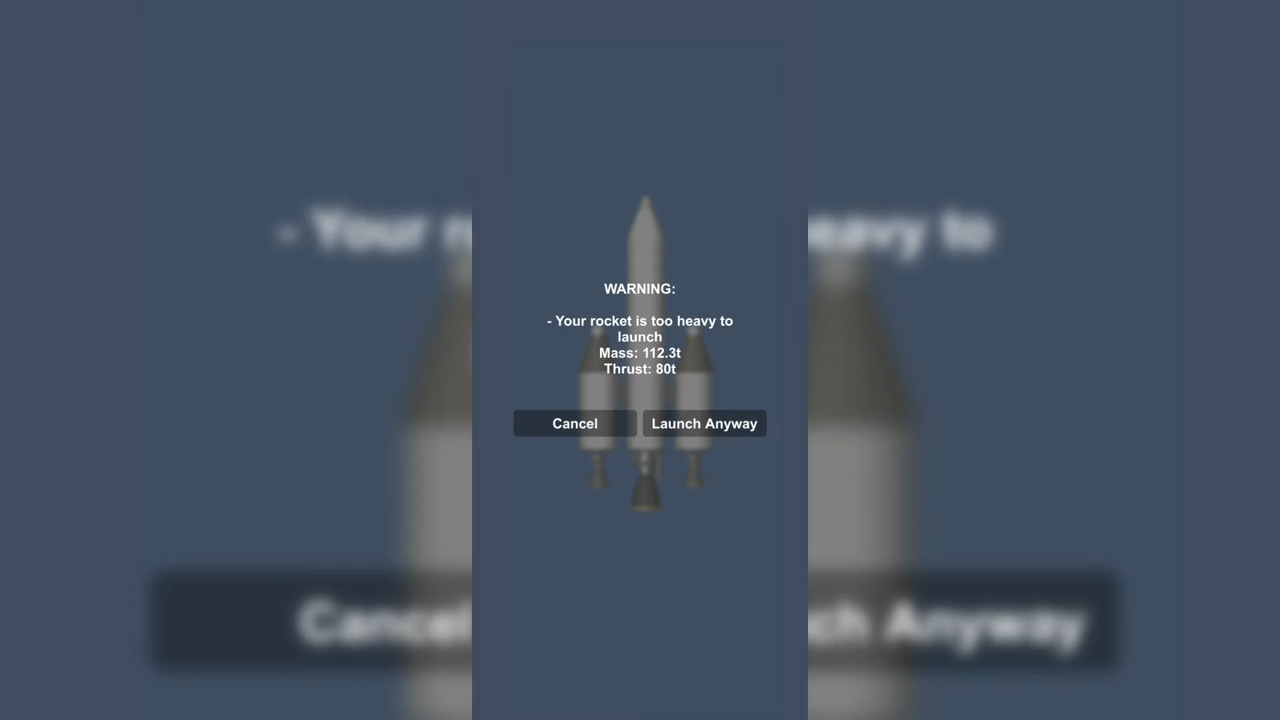 WARNING:
- Your rocket is too heavy to
launch
Mass: 112.3t
Thrust: 80t
Cancel
Launch Anyway